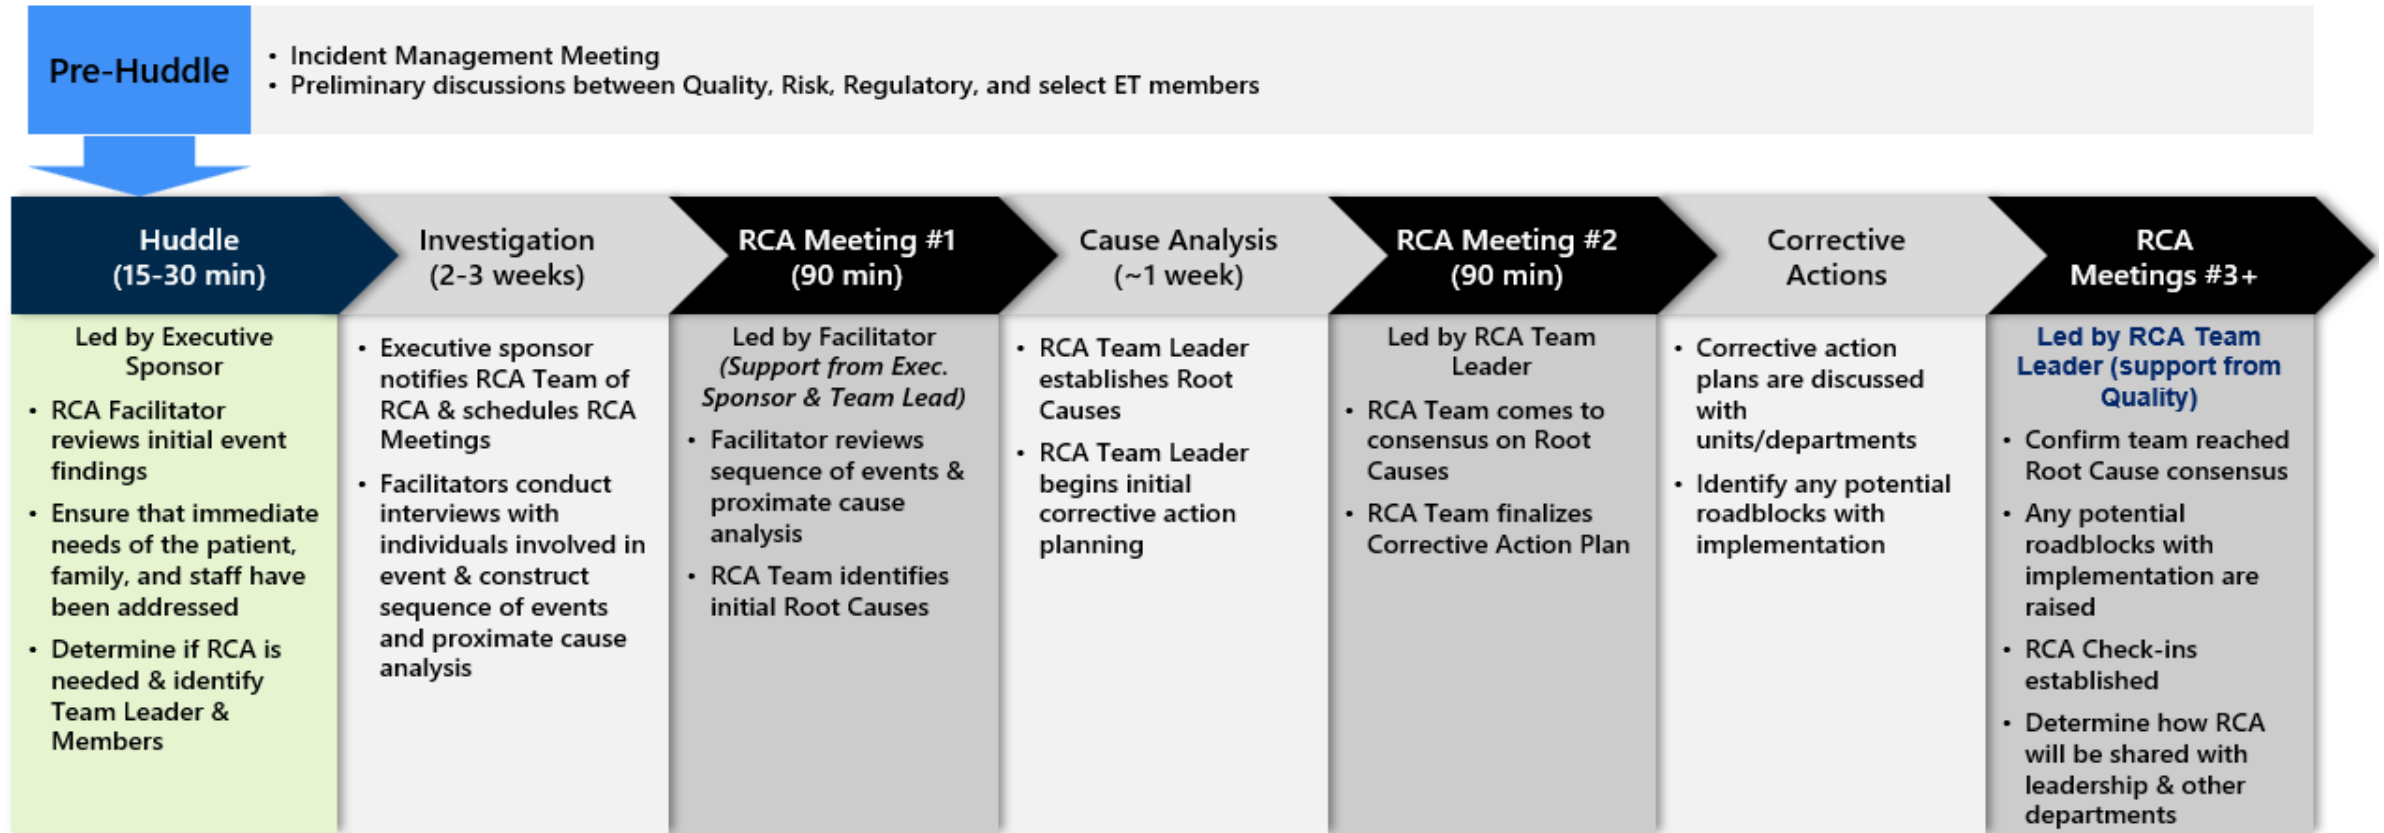 Pre-Huddle
• Incident Management Meeting
• Preliminary discussions between Quality, Risk, Regulatory, and select ET members
Huddle
(15-30 min)
Led by Executive
Sponsor
• RCA Facilitator
reviews initial event
findings
• Ensure that immediate
needs of the patient,
family, and staff have
been addressed
• Determine if RCA is
needed & identify
Team Leader &
Members
Investigation
(2-3 weeks)
• Executive sponsor
notifies RCA Team of
RCA & schedules RCA
Meetings
• Facilitators conduct
interviews with
individuals involved in
event & construct
sequence of events
and proximate cause
analysis
RCA Meeting #1
(90 min)
Led by Facilitator
(Support from Exec.
Sponsor & Team Lead)
• Facilitator reviews
sequence of events &
proximate cause
analysis
• RCA Team identifies
initial Root Causes
Cause Analysis
(~1 week)
• RCA Team Leader
establishes Root
Causes
• RCA Team Leader
begins initial
corrective action
planning
RCA Meeting #2
(90 min)
Led by RCA Team
Leader
• RCA Team comes to
consensus on Root
Causes
• RCA Team finalizes
Corrective Action Plan
Corrective
Actions
• Corrective action
plans are discussed
with
units/departments
• Identify any potential
roadblocks with
implementation
RCA
Meetings #3+
Led by RCA Team
Leader (support from
Quality)
• Confirm team reached
Root Cause consensus
• Any potential
roadblocks with
implementation are
raised
• RCA Check-ins
established
• Determine how RCA
will be shared with
leadership & other
departments